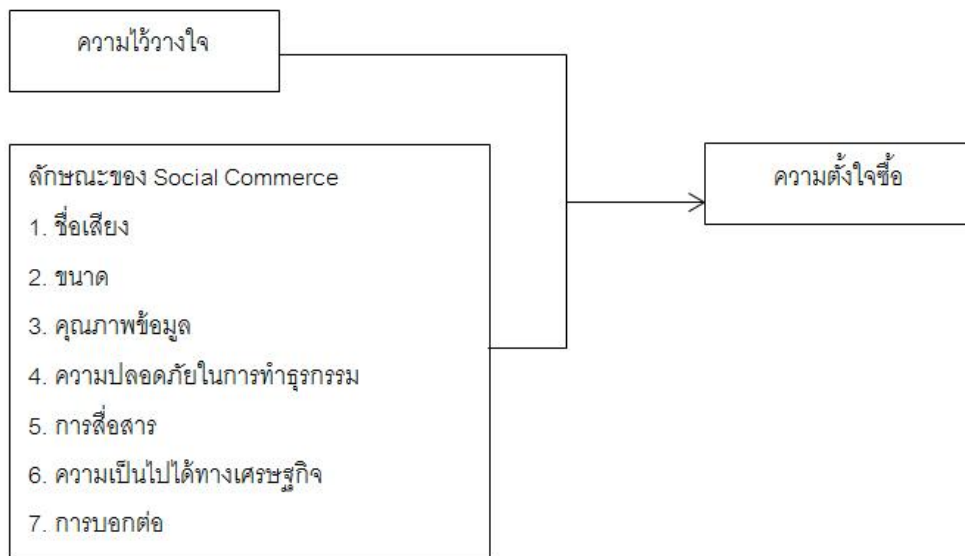 ความไว้วางใจ
ลักษณะของ Social Commerce
1. ชื่อเสียง
2. ขนาด
3. คุณภาพข้อมูล
4. ความปลอดภัยในการทำธุรกรรม
5. การสื่อสาร
6. ความเป็นไปได้ทางเศรษฐกิจ
7. การบอกต่อ
ความตั้งใจซื้อ